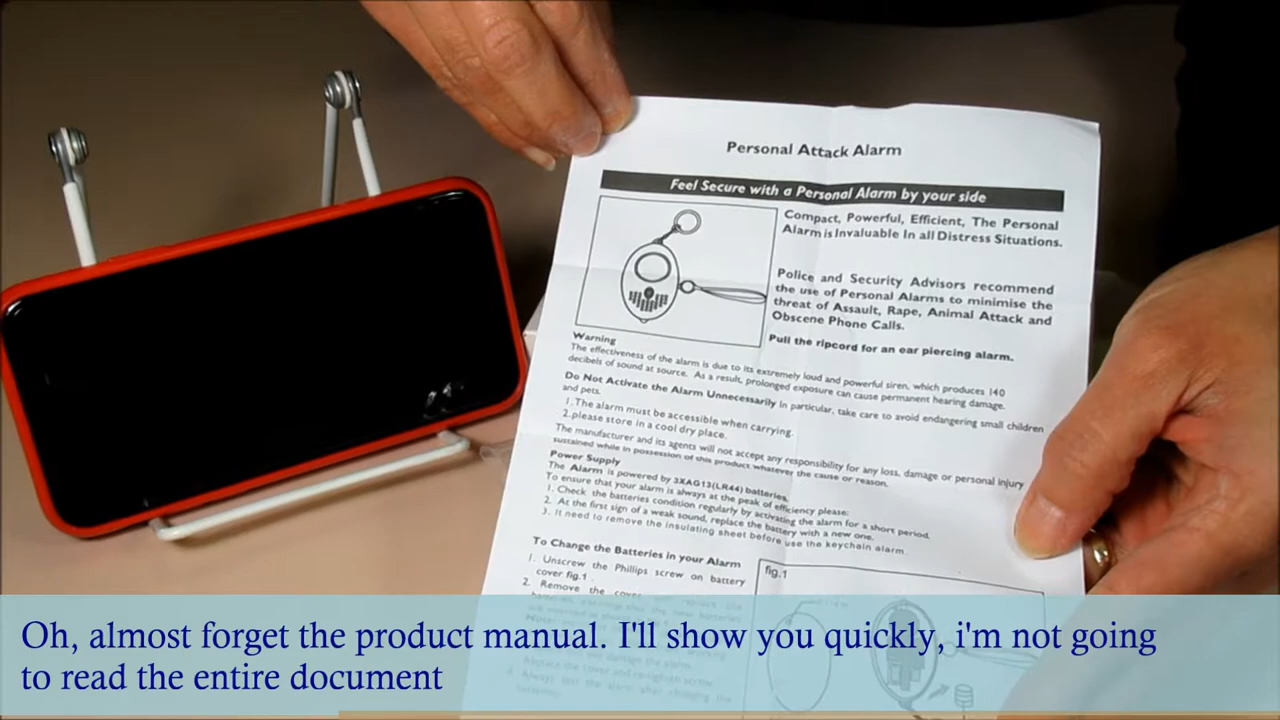 Personal Attack Alarm
Feel Secure with a Personal Alarm by your side
Compact, Powerful, Efficient, The Personal
Alarm is Invaluable In all Distress Situations.
Police and Security Advisors recommend
the use of Personal Alarms to minimise the
threat of Assault, Rape, Animal Attack and
Obscene Phone Calls.
Pull the ripcord for an ear piercing alarm.
Warning
The effectiveness of the alarm is due to its extremely loud and powerful siren, which produces 140
decibels of sound at source. As a result, prolonged exposure can cause permanent hearing damage.
Do Not Activate the Alarm Unnecessarily In particular, take care to avoid endangering small children
and pets.
1. The alarm must be accessible when carrying.
2. please store in a cool dry place.
The manufacturer and its agents will not accept any responsibility for any loss, damage or personal injury
sustained while in possession of this product whatever the cause or reason.
Power Supply
The Alarm is powered by 3XAG13(LR44) batteries,
To ensure that your alarm is always at the peak of efficiency please:
1. Check the batteries condition regularly by activating the alarm for a short period.
2. At the first sign of a weak sound, replace the battery with a new one.
3. It need to remove the insulating sheet before use the keychain alarm.
To Change the Batteries in your Alarm
1. Unscrew the Phillips screw on battery
cover fig.1
2. Remove the
fig.1
Oh, almost forget the product manual. I'll show you quickly, i'm not going
to read the entire document